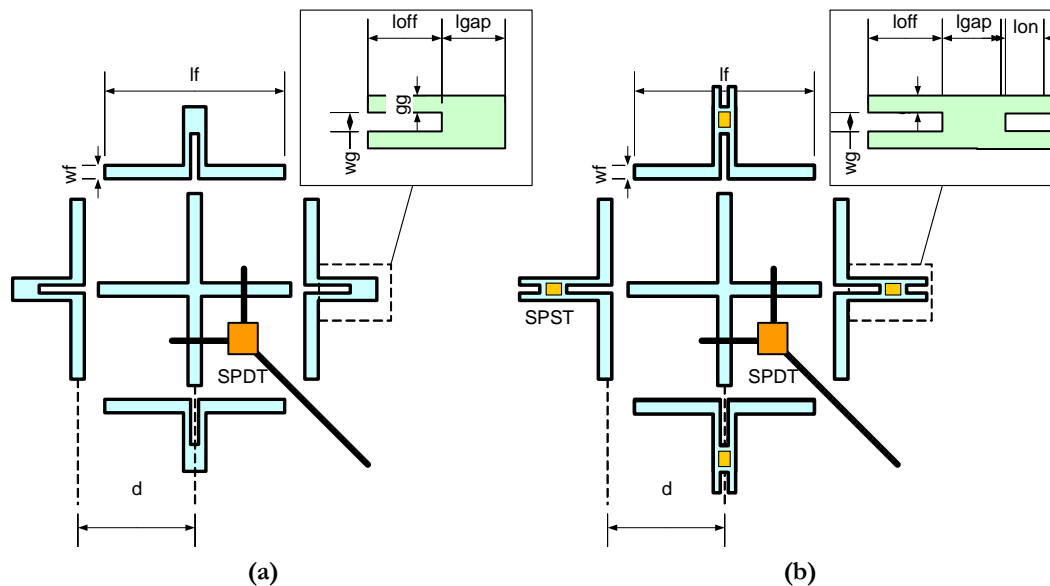 loff lgap
lf
gg
wg
wf
SPDT
d
(a)
loff lgap lon
lf
wg
wf
SPST
SPDT
d
(b)